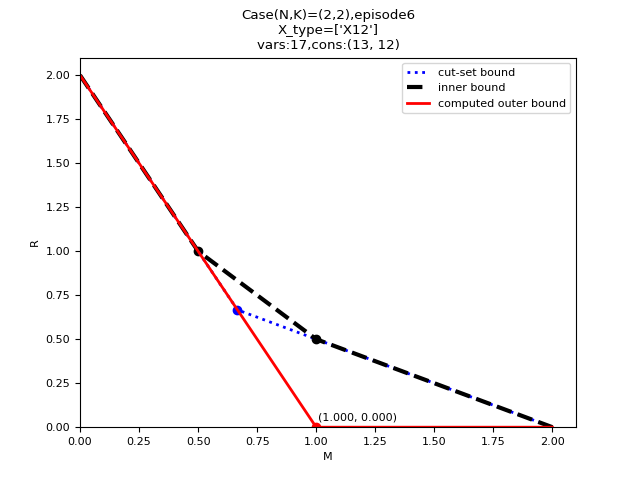 Case(N,K)=(2,2),episode6
X_type=['X12']
vars:17,cons:(13, 12)
cut-set bound
inner bound
computed outer bound
2.00
1.75
1.50
1.25
1.00
0.75
0.50
0.25
0.00
R
(1.000, 0.000)
0.00 0.25 0.50 0.75 1.00 1.25 1.50 1.75 2.00
M